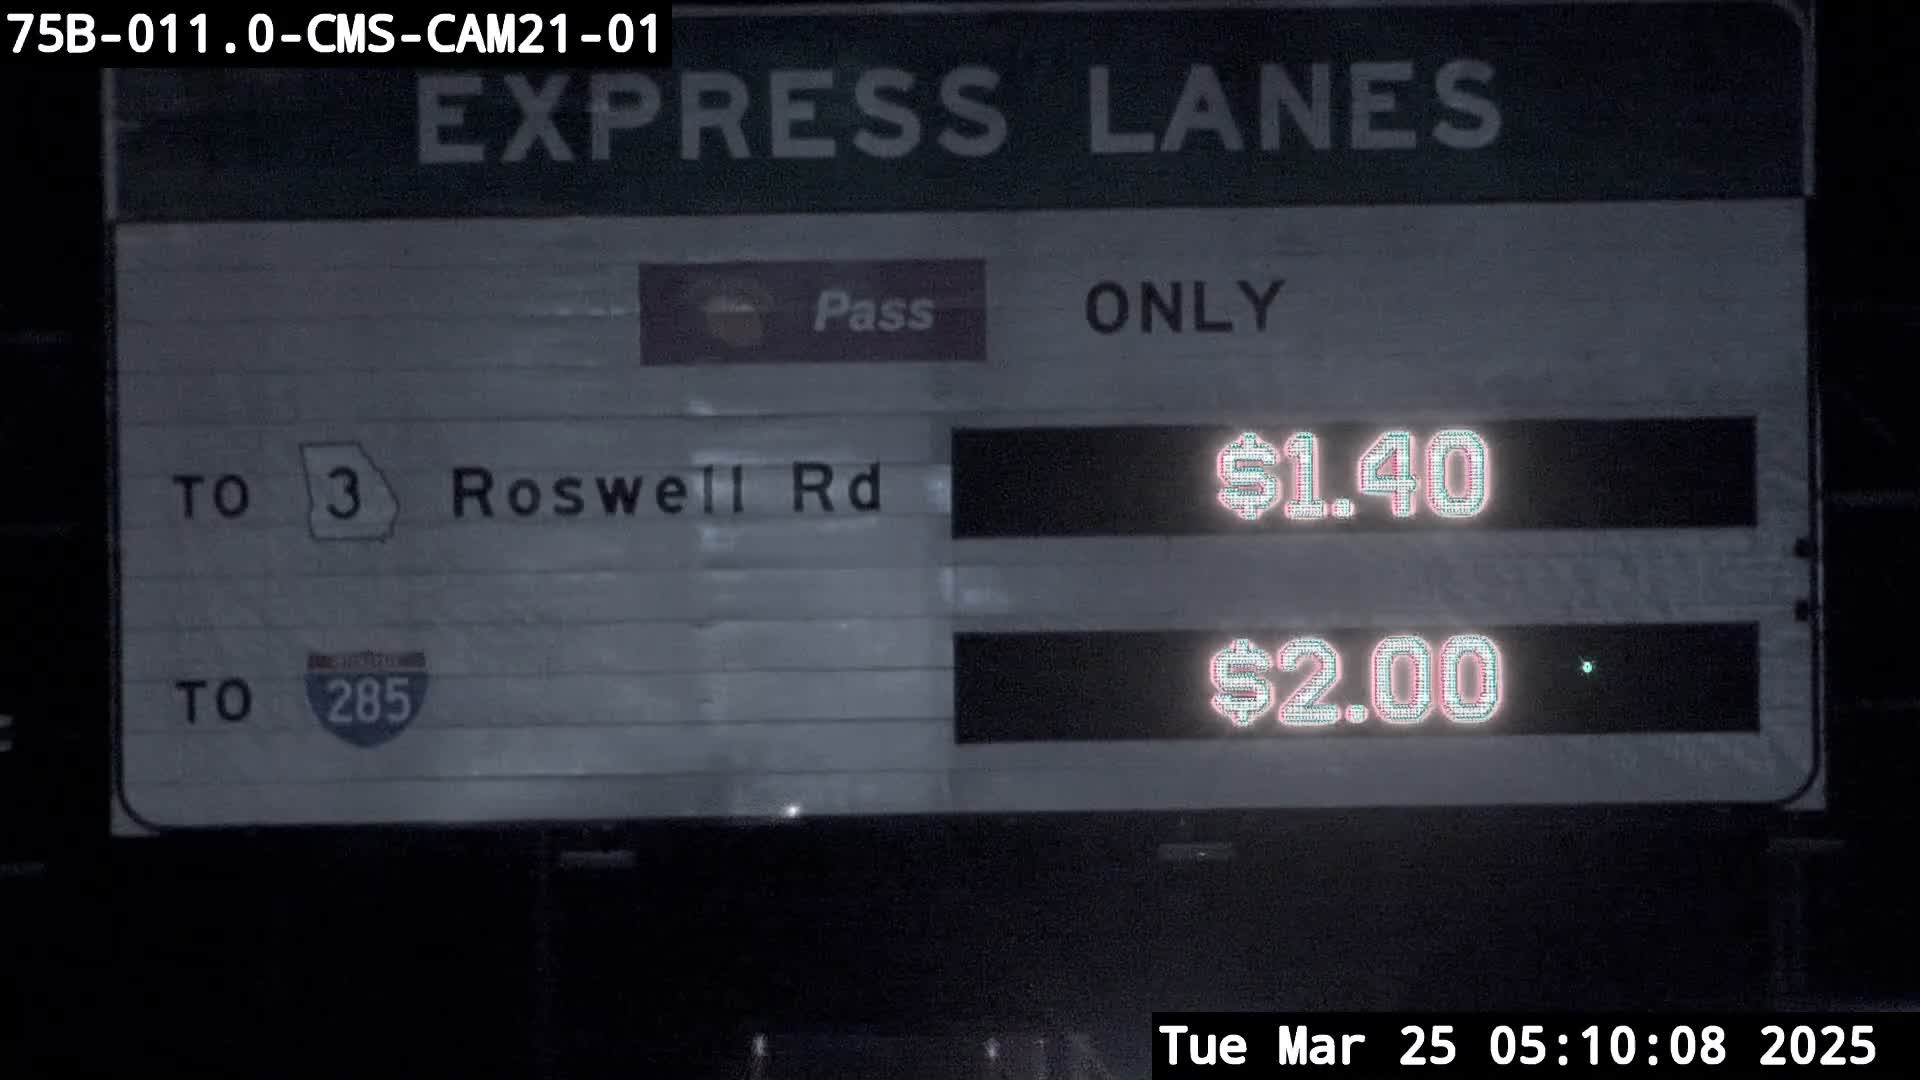 75B-011.0-CMS-CAM21-01
EXPRESS LANES
Pass ONLY
TO 3 Roswell Rd $1.40
TO 285 $2.00
Tue Mar 25 05:10:08 2025